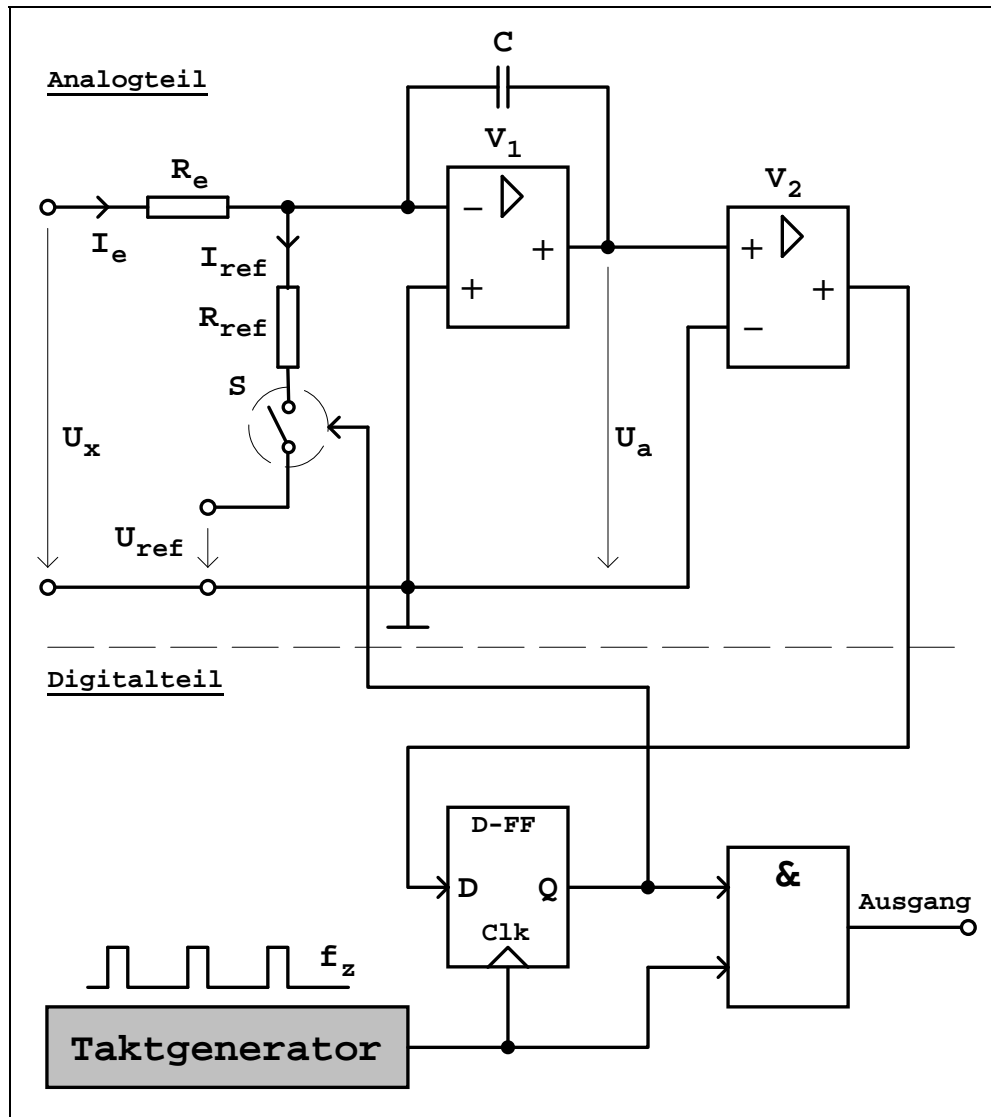 Analogteil
C
V1
V2
Re
Ie
Iref
Rref
S
Ux
Uref
Ua
−
+
+
+
−
+
Digitalteil
D-FF
D
Q
Clk
&
Ausgang
fz
Taktgenerator